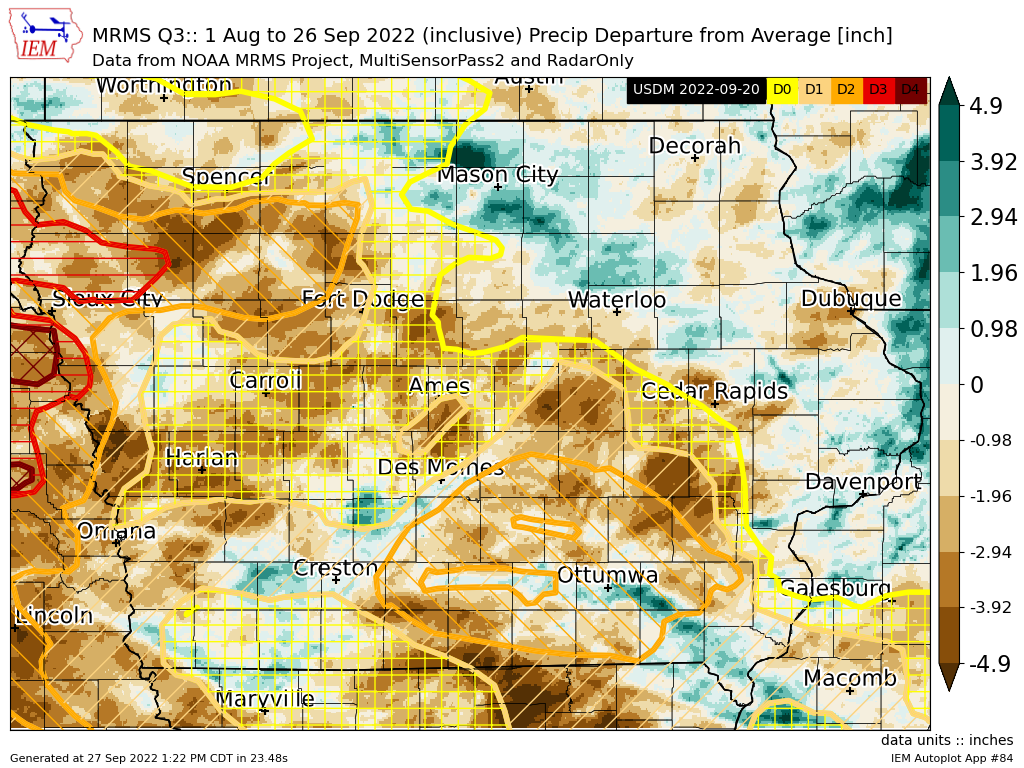 IEM
MRMS Q3:: 1 Aug to 26 Sep 2022 (inclusive) Precip Departure from Average [inch]
Data from NOAA MRMS Project, MultiSensorPass2 and RadarOnly
Worthington
Austin
USDM 2022-09-20 D0 D1 D2 D3 D4
Decorah
Spencer
Mason City
Sioux City
Fort Dodge
Waterloo
Dubuque
Carroll
Ames
Cedar Rapids
Harlan
Des Moines
Davenport
Omaha
Creston
Ottumwa
Galesburg
Lincoln
Macomb
Maryville
4.9
3.92
2.94
1.96
0.98
0
-0.98
-1.96
-2.94
-3.92
-4.9
data units :: inches
Generated at 27 Sep 2022 1:22 PM CDT in 23.48s
IEM Autoplot App #84